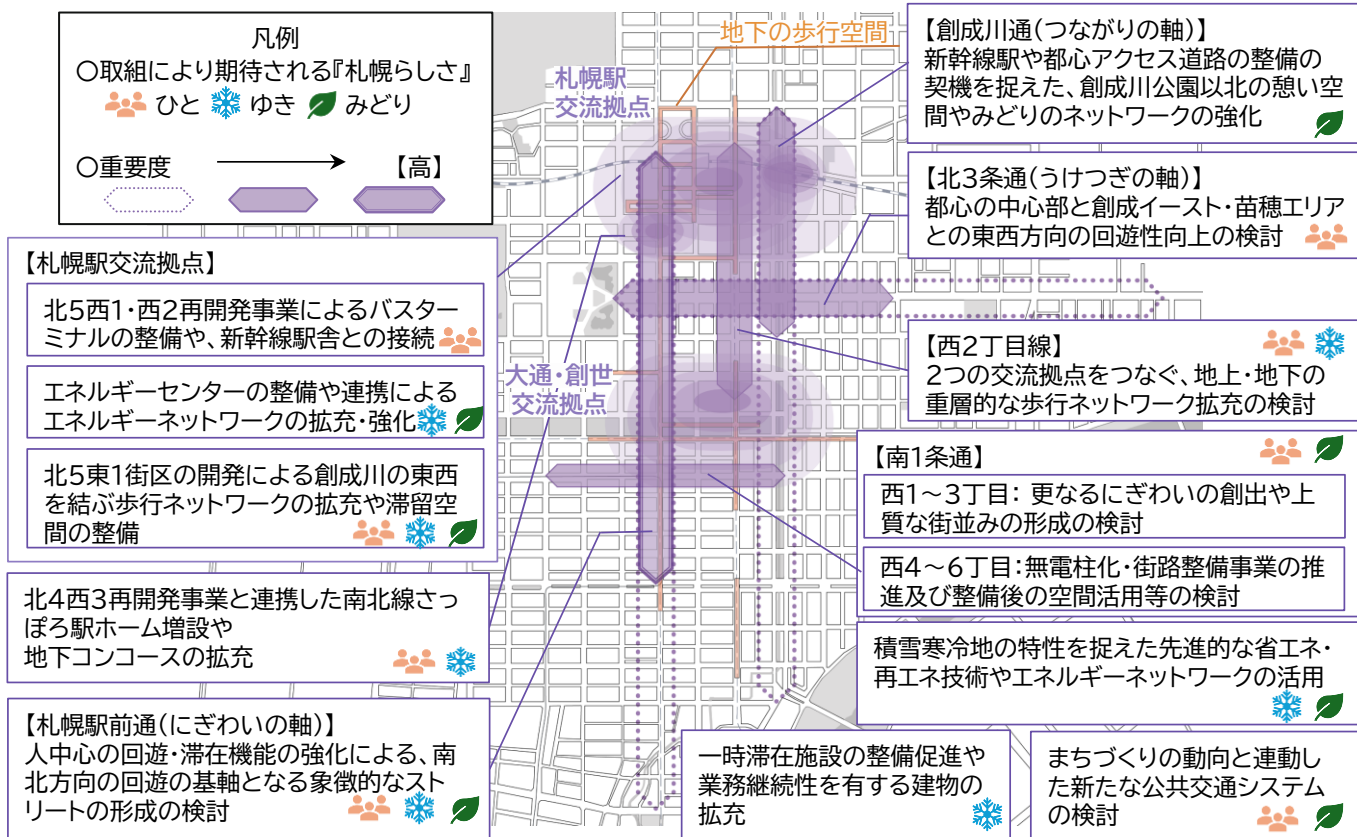 凡例
○取組により期待される『札幌らしさ』
ひと ゆき みどり
○重要度 【高】
地下の歩行空間
札幌駅
交流拠点
大通・創世
交流拠点
【札幌駅交流拠点】
北5西1・西2再開発事業によるバスター
ミナルの整備や、新幹線駅舎との接続
エネルギーセンターの整備や連携による
エネルギーネットワークの拡充・強化
北5東1街区の開発による創成川の東西
を結ぶ歩行ネットワークの拡充や滞留空
間の整備
北4西3再開発事業と連携した南北線さっ
ぽろ駅ホーム増設や
地下コンコースの拡充
【札幌駅前通(にぎわいの軸)】
人中心の回遊・滞在機能の強化による、南
北方向の回遊の基軸となる象徴的なスト
リートの形成の検討
【創成川通(つながりの軸)】
新幹線駅や都心アクセス道路の整備の
契機を捉えた、創成川公園以北の憩い空
間やみどりのネットワークの強化
【北3条通(うけつぎの軸)】
都心の中心部と創成イースト・苗穂エリア
との東西方向の回遊性向上の検討
【西2丁目線】
2つの交流拠点をつなぐ、地上・地下の
重層的な歩行ネットワーク拡充の検討
【南1条通】
西1～3丁目： 更なるにぎわいの創出や上
質な街並みの形成の検討
西4～6丁目：無電柱化・街路整備事業の推
進及び整備後の空間活用等の検討
積雪寒冷地の特性を捉えた先進的な省エネ・
再エネ技術やエネルギーネットワークの活用
一時滞在施設の整備促進や
業務継続性を有する建物の
拡充
まちづくりの動向と連動し
た新たな公共交通システム
の検討